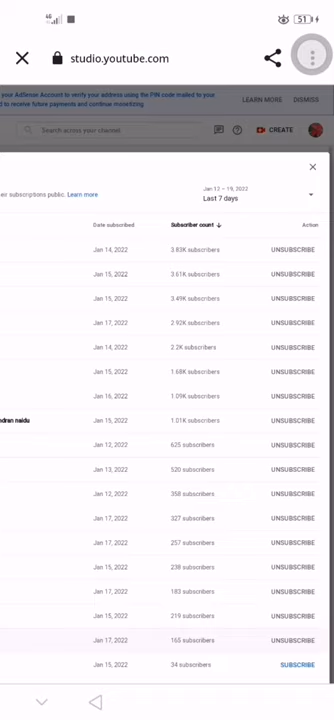 4G
51
studio.youtube.com
your AdSense Account to verify your address using the PIN code mailed to your
d to receive future payments and continue monetizing
LEARN MORE DISMISS
Search across your channel
CREATE
eir subscriptions public. Learn more
Jan 12 – 19, 2022
Last 7 days
Date subscribed Subscriber count Action
Jan 14, 2022 3.83K subscribers UNSUBSCRIBE
Jan 15, 2022 3.61K subscribers UNSUBSCRIBE
Jan 15, 2022 3.49K subscribers UNSUBSCRIBE
Jan 17, 2022 2.92K subscribers UNSUBSCRIBE
Jan 14, 2022 2.2K subscribers UNSUBSCRIBE
Jan 15, 2022 1.68K subscribers UNSUBSCRIBE
Jan 16, 2022 1.09K subscribers UNSUBSCRIBE
ndran naidu Jan 15, 2022 1.01K subscribers UNSUBSCRIBE
Jan 12, 2022 625 subscribers UNSUBSCRIBE
Jan 13, 2022 520 subscribers UNSUBSCRIBE
Jan 12, 2022 358 subscribers UNSUBSCRIBE
Jan 17, 2022 327 subscribers UNSUBSCRIBE
Jan 17, 2022 257 subscribers UNSUBSCRIBE
Jan 15, 2022 238 subscribers UNSUBSCRIBE
Jan 17, 2022 183 subscribers UNSUBSCRIBE
Jan 15, 2022 219 subscribers UNSUBSCRIBE
Jan 17, 2022 165 subscribers UNSUBSCRIBE
Jan 15, 2022 34 subscribers SUBSCRIBE